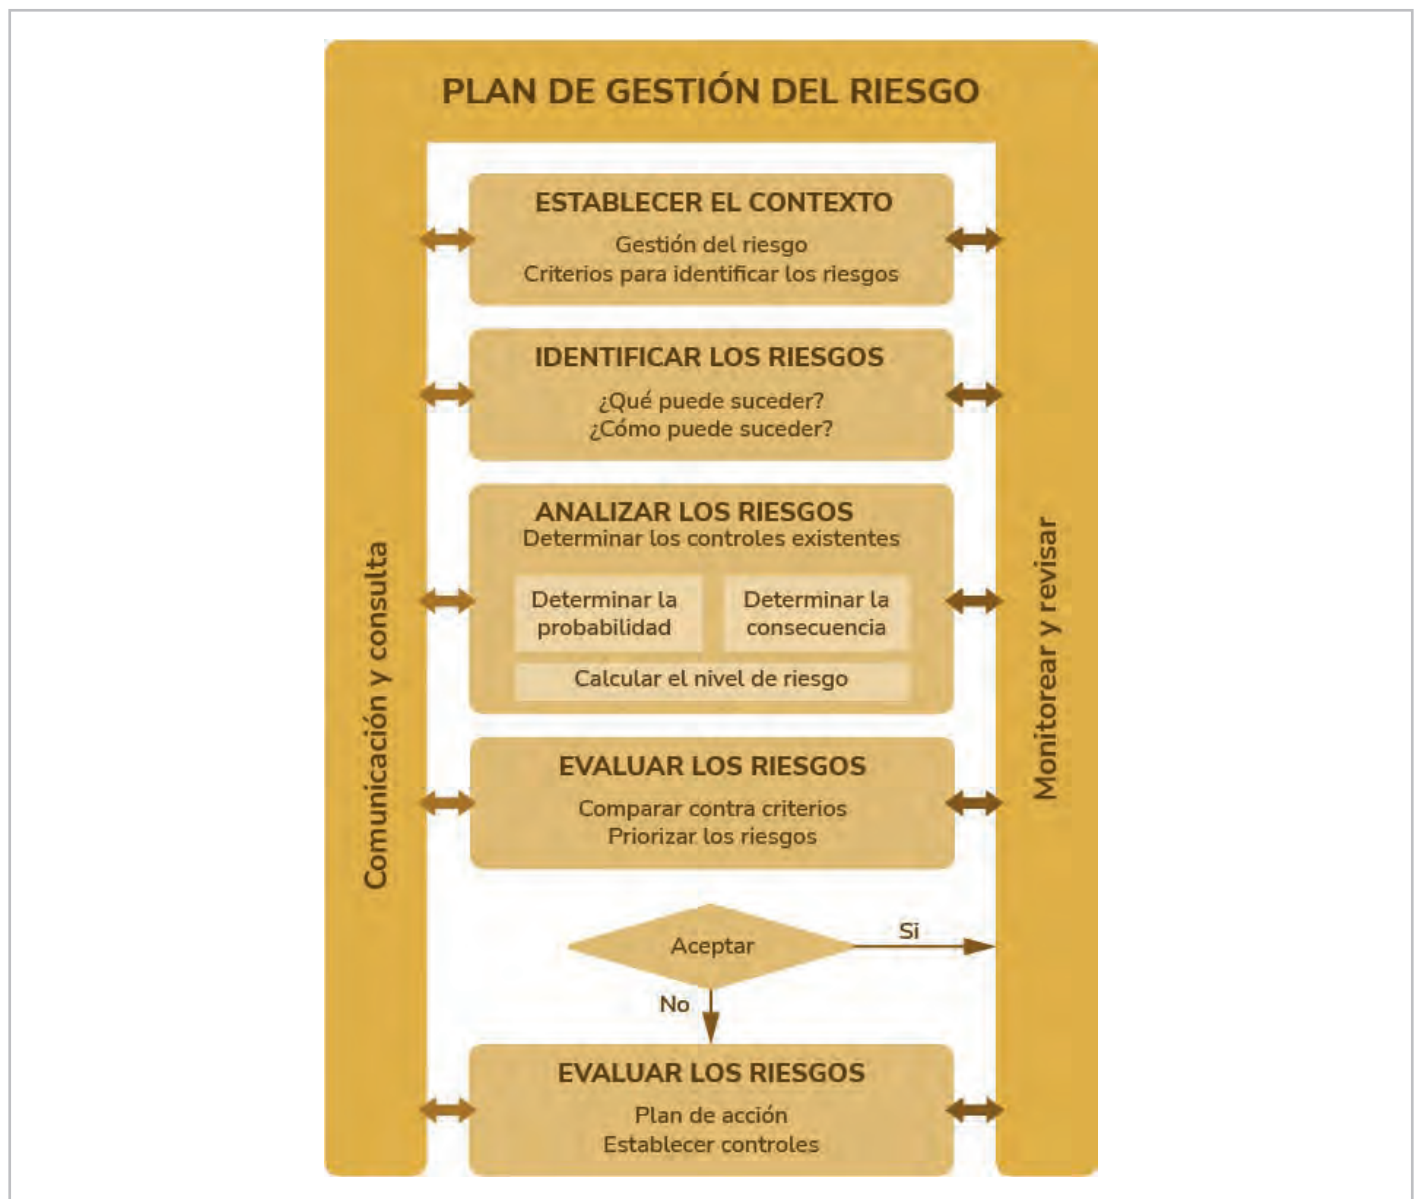 PLAN DE GESTIÓN DEL RIESGO
ESTABLECER EL CONTEXTO
Gestión del riesgo
Criterios para identificar los riesgos
IDENTIFICAR LOS RIESGOS
¿Qué puede suceder?
¿Cómo puede suceder?
ANALIZAR LOS RIESGOS
Determinar los controles existentes
Determinar la
probabilidad
Determinar la
consecuencia
Calcular el nivel de riesgo
EVALUAR LOS RIESGOS
Comparar contra criterios
Priorizar los riesgos
Aceptar
Si
No
EVALUAR LOS RIESGOS
Plan de acción
Establecer controles
Comunicación y consulta
Monitorear y revisar